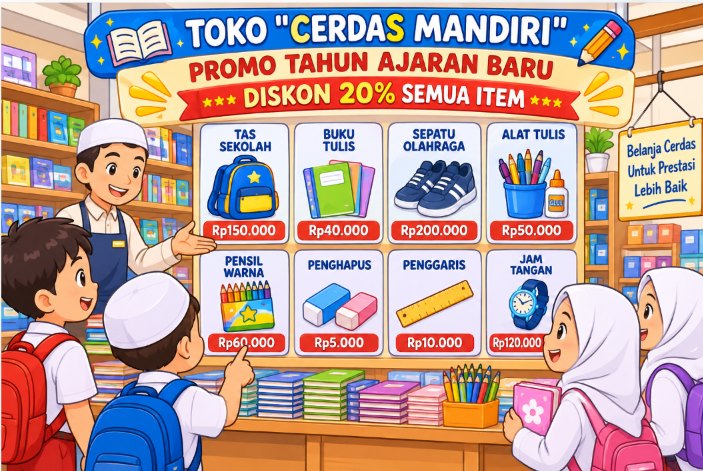 TOKO "CERDAS MANDIRI"
PROMO TAHUN AJARAN BARU
DISKON 20% SEMUA ITEM
TAS
SEKOLAH
Rp150.000
BUKU
TULIS
Rp40.000
SEPATU
OLAHRAGA
Rp200.000
ALAT TULIS
GLUE
Rp50.000
PENSIL
WARNA
Rp60.000
PENGHAPUS
Rp5.000
PENGGARIS
Rp10.000
JAM
TANGAN
Rp120.000
Belanja Cerdas
Untuk Prestasi
Lebih Baik